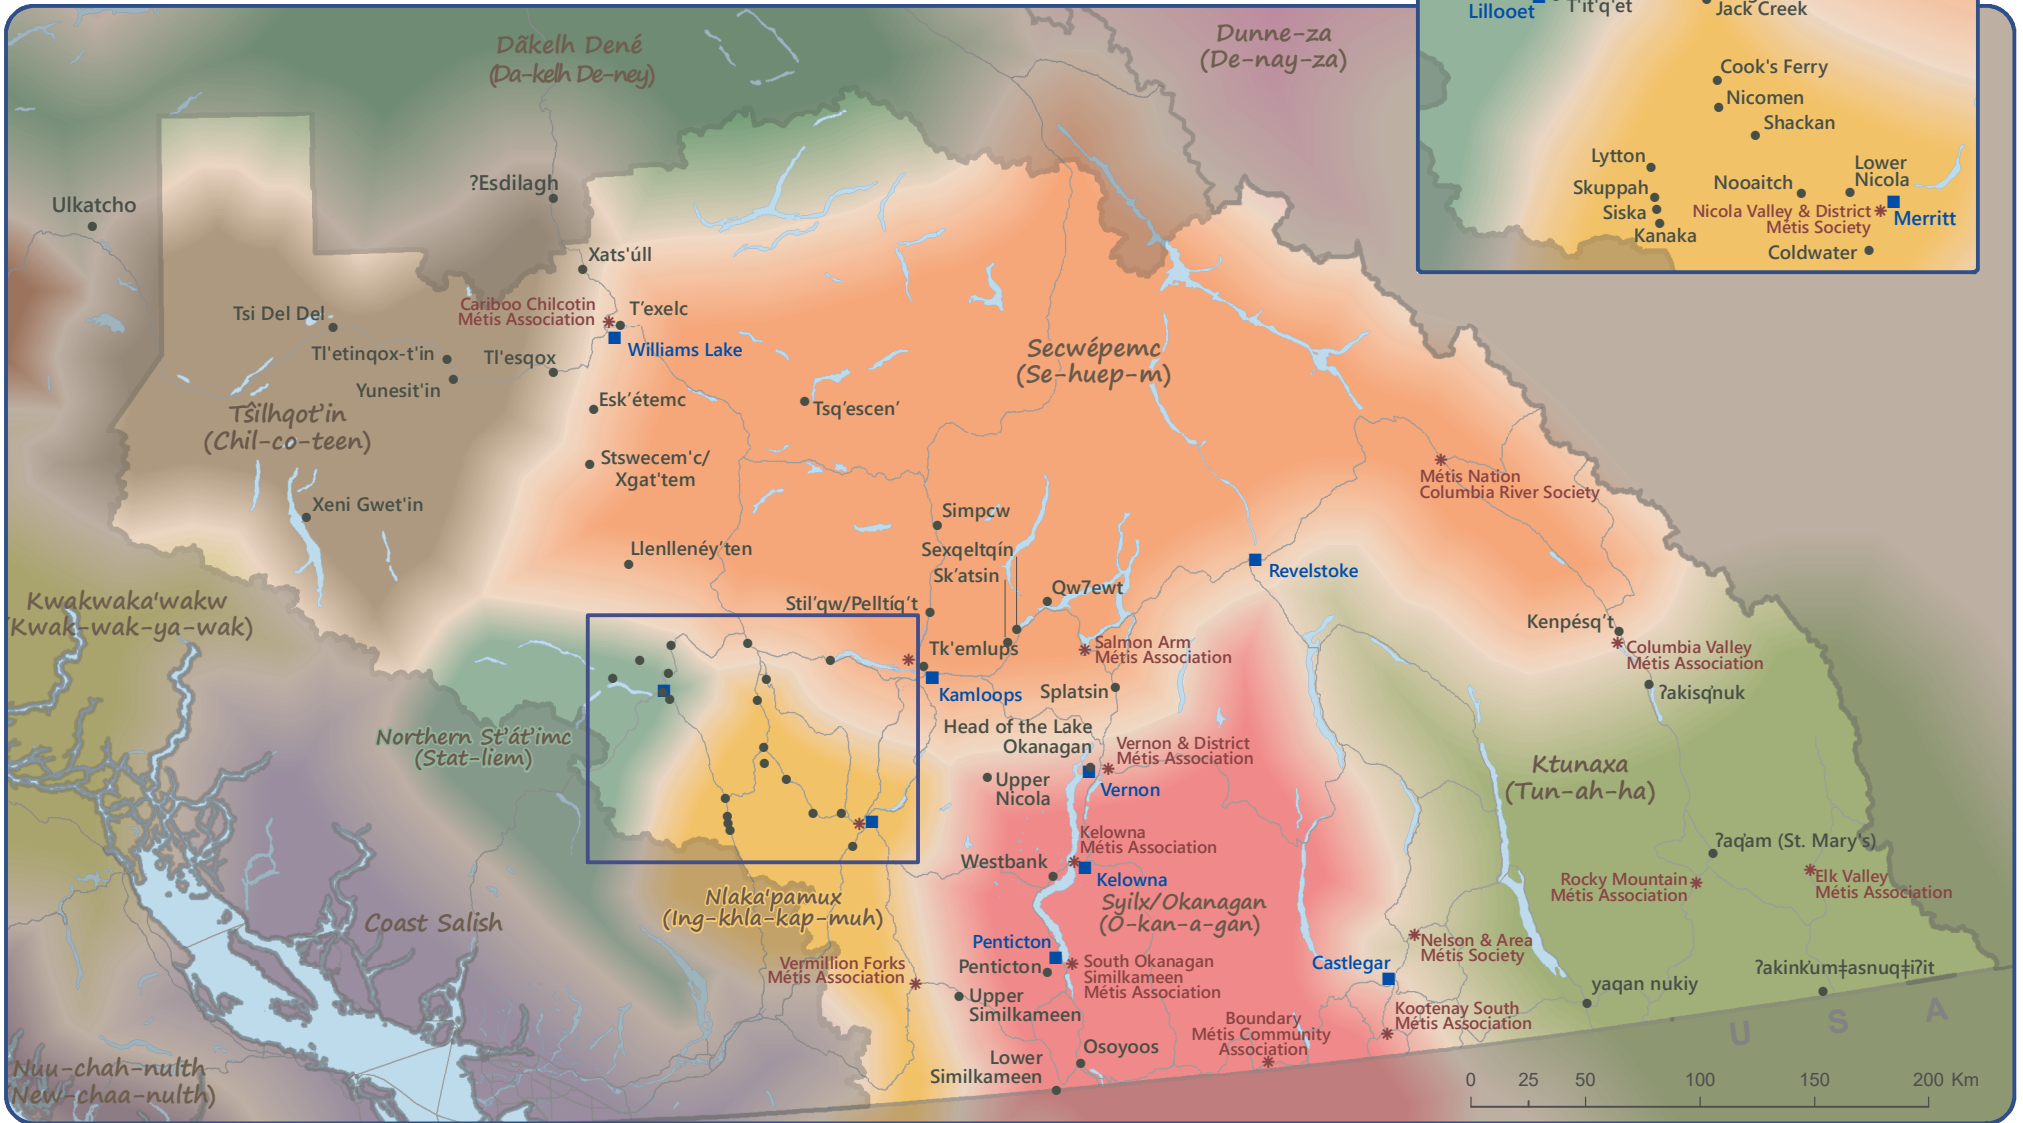 Dãkelh Dené
(Da-kelh De-ney)
Dunne-za
(De-nay-za)
Lillooet
T'it'q'et
Jack Creek
Cook's Ferry
Nicomen
Shackan
Lytton
Lower
Nicola
Skuppah
Nooaitch
Siska
Nicola Valley & District
Métis Society
Merritt
Kanaka
Coldwater
Ulkatcho
ʔEsdilagh
Xats'úll
Cariboo Chilcotin
Métis Association
T'exelc
Williams Lake
Tsi Del Del
Tl'etinqox-t'in
Tl'esqox
Yunesit'in
Tŝilhqot'in
(Chil-co-teen)
Esk'étemc
Tsq'escen'
Secwépemc
(Se-huep-m)
Stswecem'c/
Xgat'tem
Xeni Gwet'in
Métis Nation
Columbia River Society
Simpcw
Llenllenéy'ten
Sexqeltqín
Sk'atsin
Qw7ewt
Revelstoke
Stil'qw/Pelltíq't
Kwakwaka'wakw
(Kwak-wak-ya-wak)
Kenpésq't
Tk'emlups
Salmon Arm
Métis Association
Columbia Valley
Métis Association
Kamloops
Splatsin
ʔakisq̓nuk
Northern St'át'imc
(Stat-liem)
Head of the Lake
Okanagan
Vernon & District
Métis Association
Upper
Nicola
Vernon
Ktunaxa
(Tun-ah-ha)
Kelowna
Métis Association
Westbank
Kelowna
ʔaq̓am (St. Mary's)
Rocky Mountain
Métis Association
Elk Valley
Métis Association
Nlaka'pamux
(Ing-khla-kap-muh)
Syilx/Okanagan
(O-kan-a-gan)
Coast Salish
Penticton
Penticton
Vermillion Forks
Métis Association
South Okanagan
Similkameen
Métis Association
Nelson & Area
Métis Society
Castlegar
ʔakinkumǂasnuqǂiʔit
yaqan nukiy
Upper
Similkameen
Kootenay South
Métis Association
Boundary
Métis Community
Association
Osoyoos
Lower
Similkameen
U S A
Nuu-chah-nulth
(New-chaa-nulth)
0 25 50 100 150 200 Km